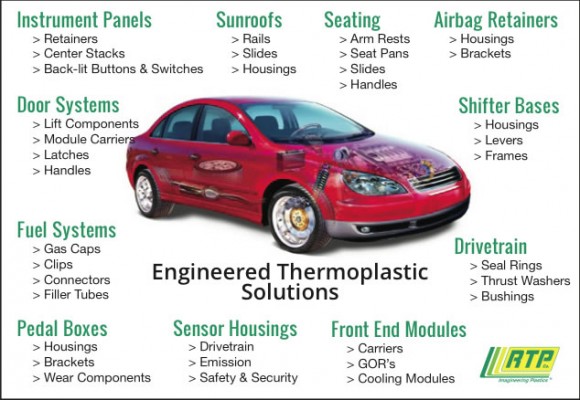 Instrument Panels
> Retainers
> Center Stacks
> Back-lit Buttons & Switches
Sunroofs
> Rails
> Slides
> Housings
Seating
> Arm Rests
> Seat Pans
> Slides
> Handles
Airbag Retainers
> Housings
> Brackets
Door Systems
> Lift Components
> Module Carriers
> Latches
> Handles
Shifter Bases
> Housings
> Levers
> Frames
Fuel Systems
> Gas Caps
> Clips
> Connectors
> Filler Tubes
Engineered Thermoplastic
Solutions
Drivetrain
> Seal Rings
> Thrust Washers
> Bushings
Pedal Boxes
> Housings
> Brackets
> Wear Components
Sensor Housings
> Drivetrain
> Emission
> Safety & Security
Front End Modules
> Carriers
> GOR's
> Cooling Modules
RTP
Imagineering Plastics